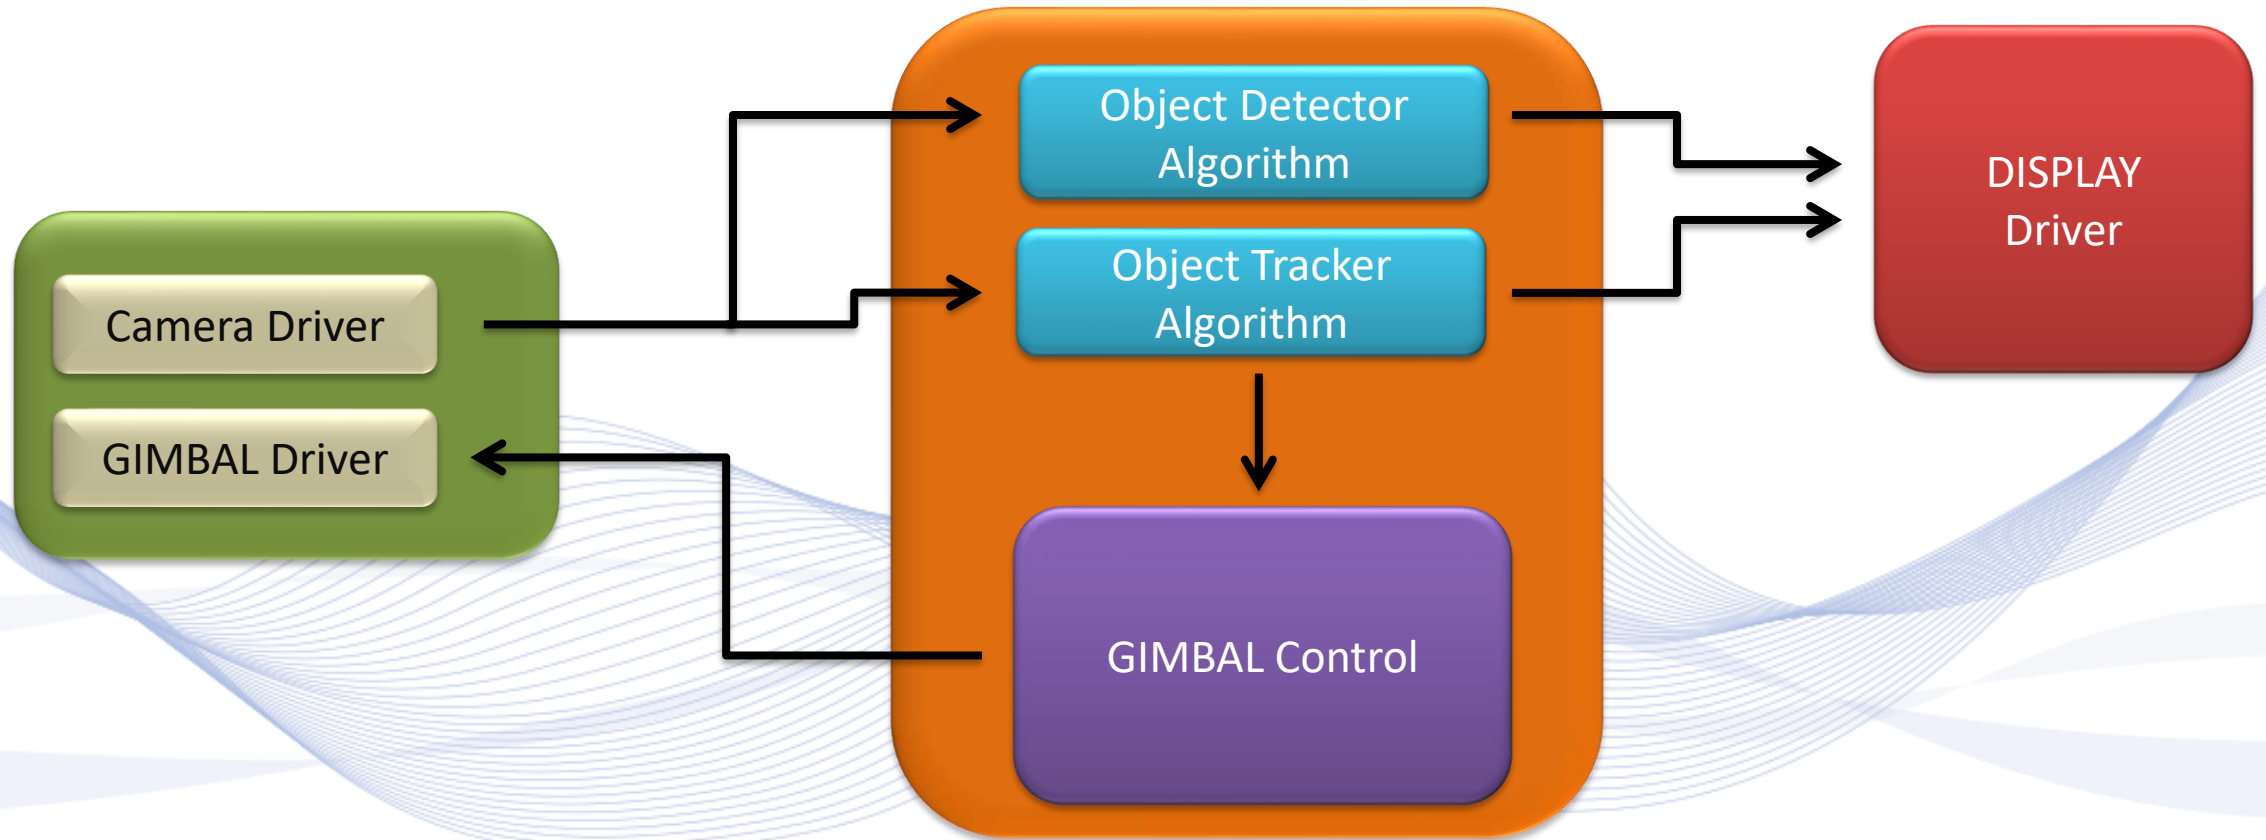 Camera Driver
GIMBAL Driver
Object Detector
Algorithm
Object Tracker
Algorithm
GIMBAL Control
DISPLAY
Driver